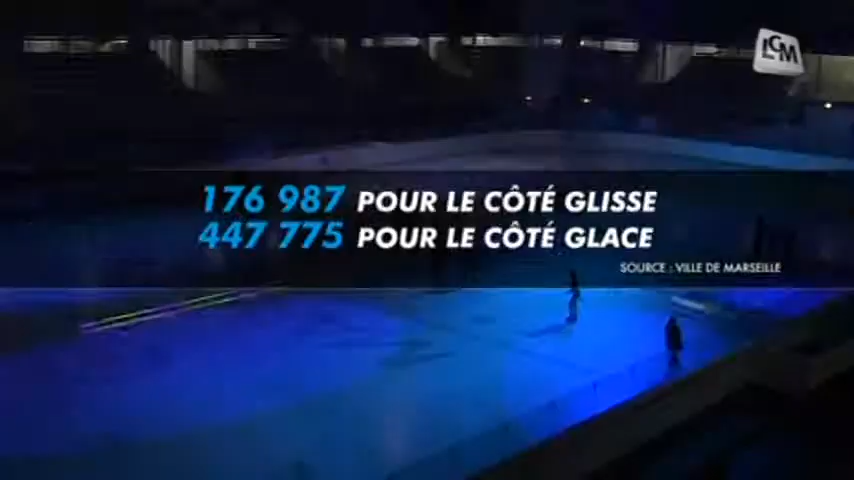 LCM
176 987 POUR LE CÔTÉ GLISSE
447 775 POUR LE CÔTÉ GLACE
SOURCE : VILLE DE MARSEILLE